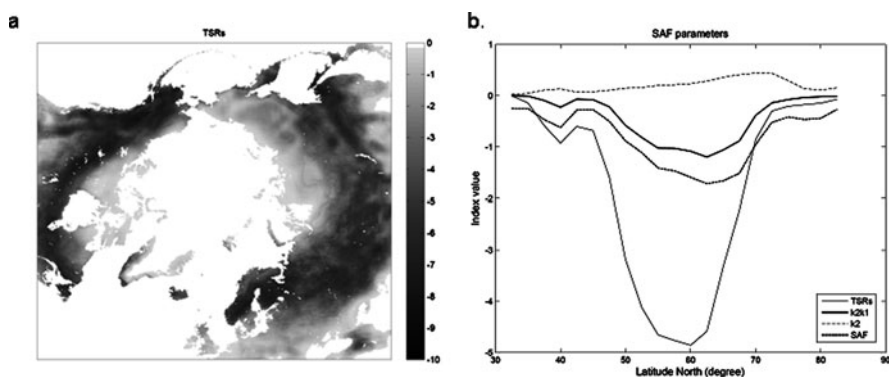 a
TSRs
0
-1
-2
-3
-4
-5
-6
-7
-8
-9
-10
b.
SAF parameters
1
0
-1
-2
-3
-4
-5
Index value
30
40
50
60
70
80
90
Latitude North (degree)
TSRs
k2k1
k2
SAF